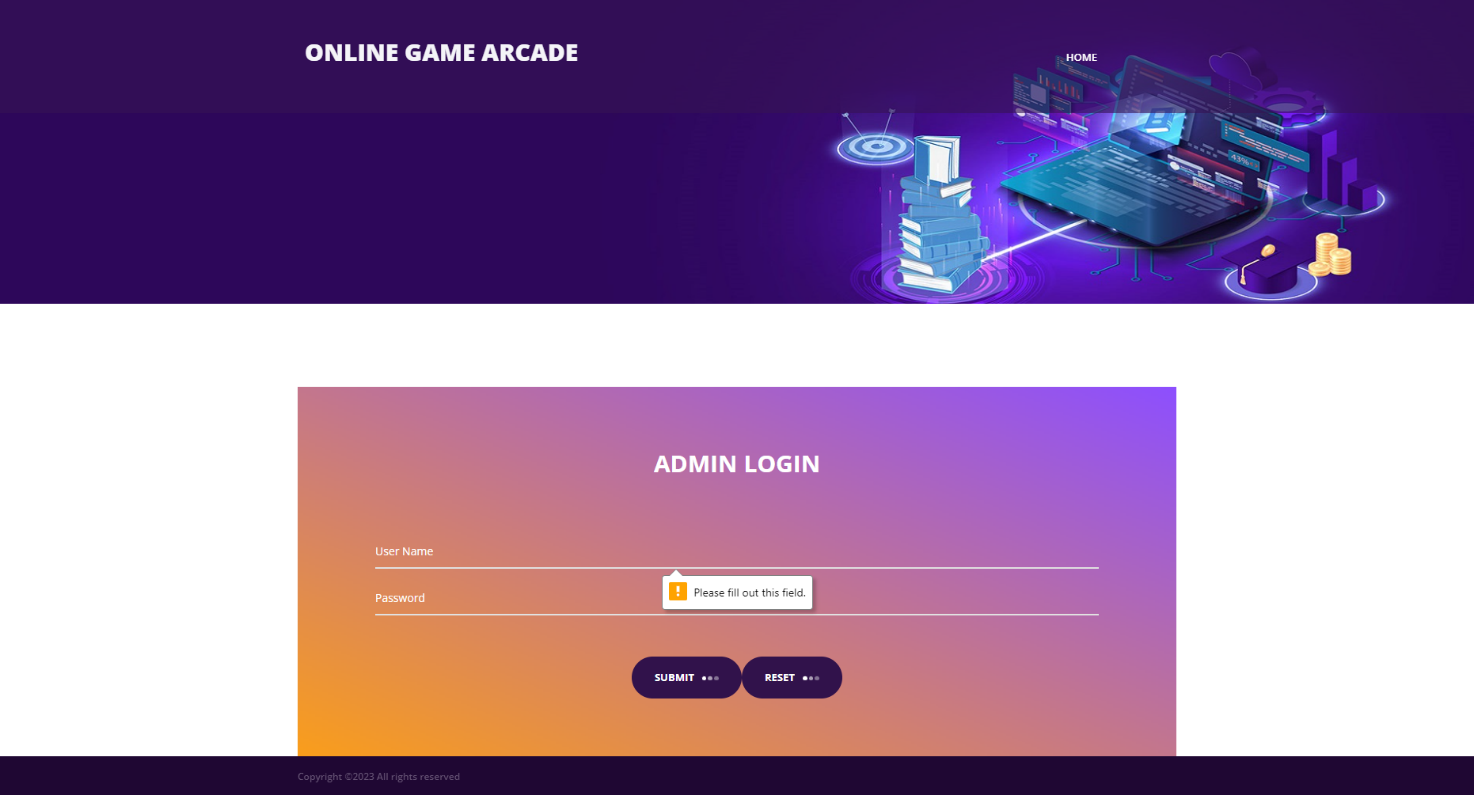 ONLINE GAME ARCADE
HOME
43%
ADMIN LOGIN
User Name
Please fill out this field.
Password
SUBMIT
RESET
Copyright ©2023 All rights reserved